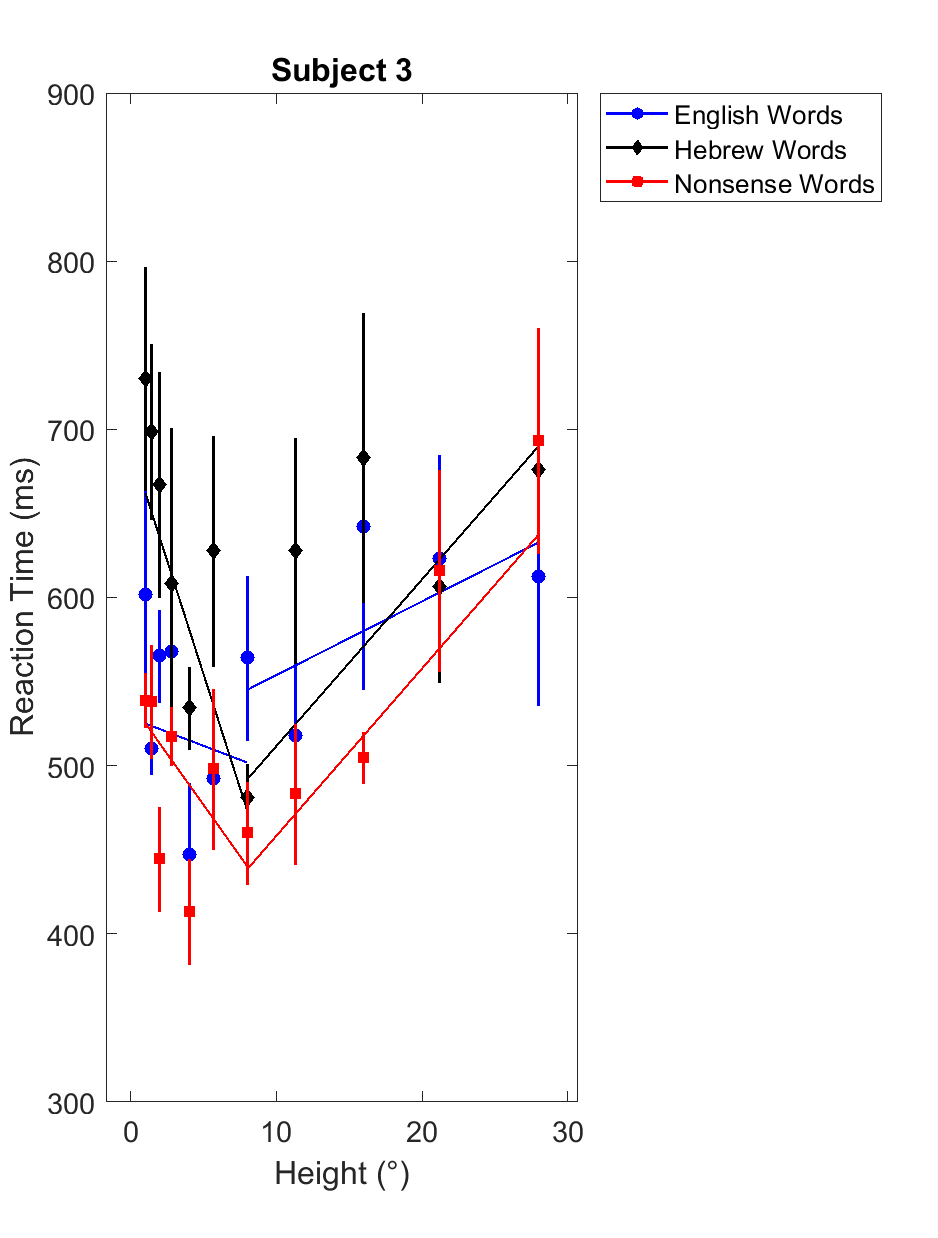 Subject 3
900
800
700
600
500
400
300
Reaction Time (ms)
0 10 20 30
Height (°)
English Words
Hebrew Words
Nonsense Words